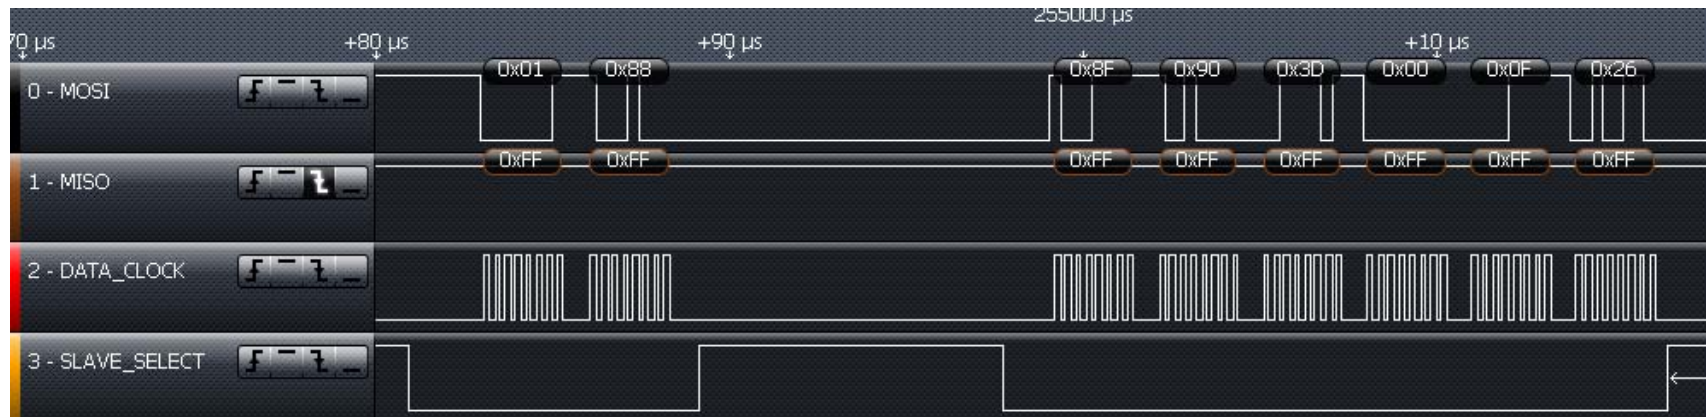 255000 µs
70 µs +80 µs +90 µs +10 µs
0 - MOSI 0x01 0x88 0x8F 0x90 0x3D 0x00 0x0F 0x26
1 - MISO 0xFF 0xFF 0xFF 0xFF 0xFF 0xFF 0xFF 0xFF
2 - DATA_CLOCK
3 - SLAVE_SELECT